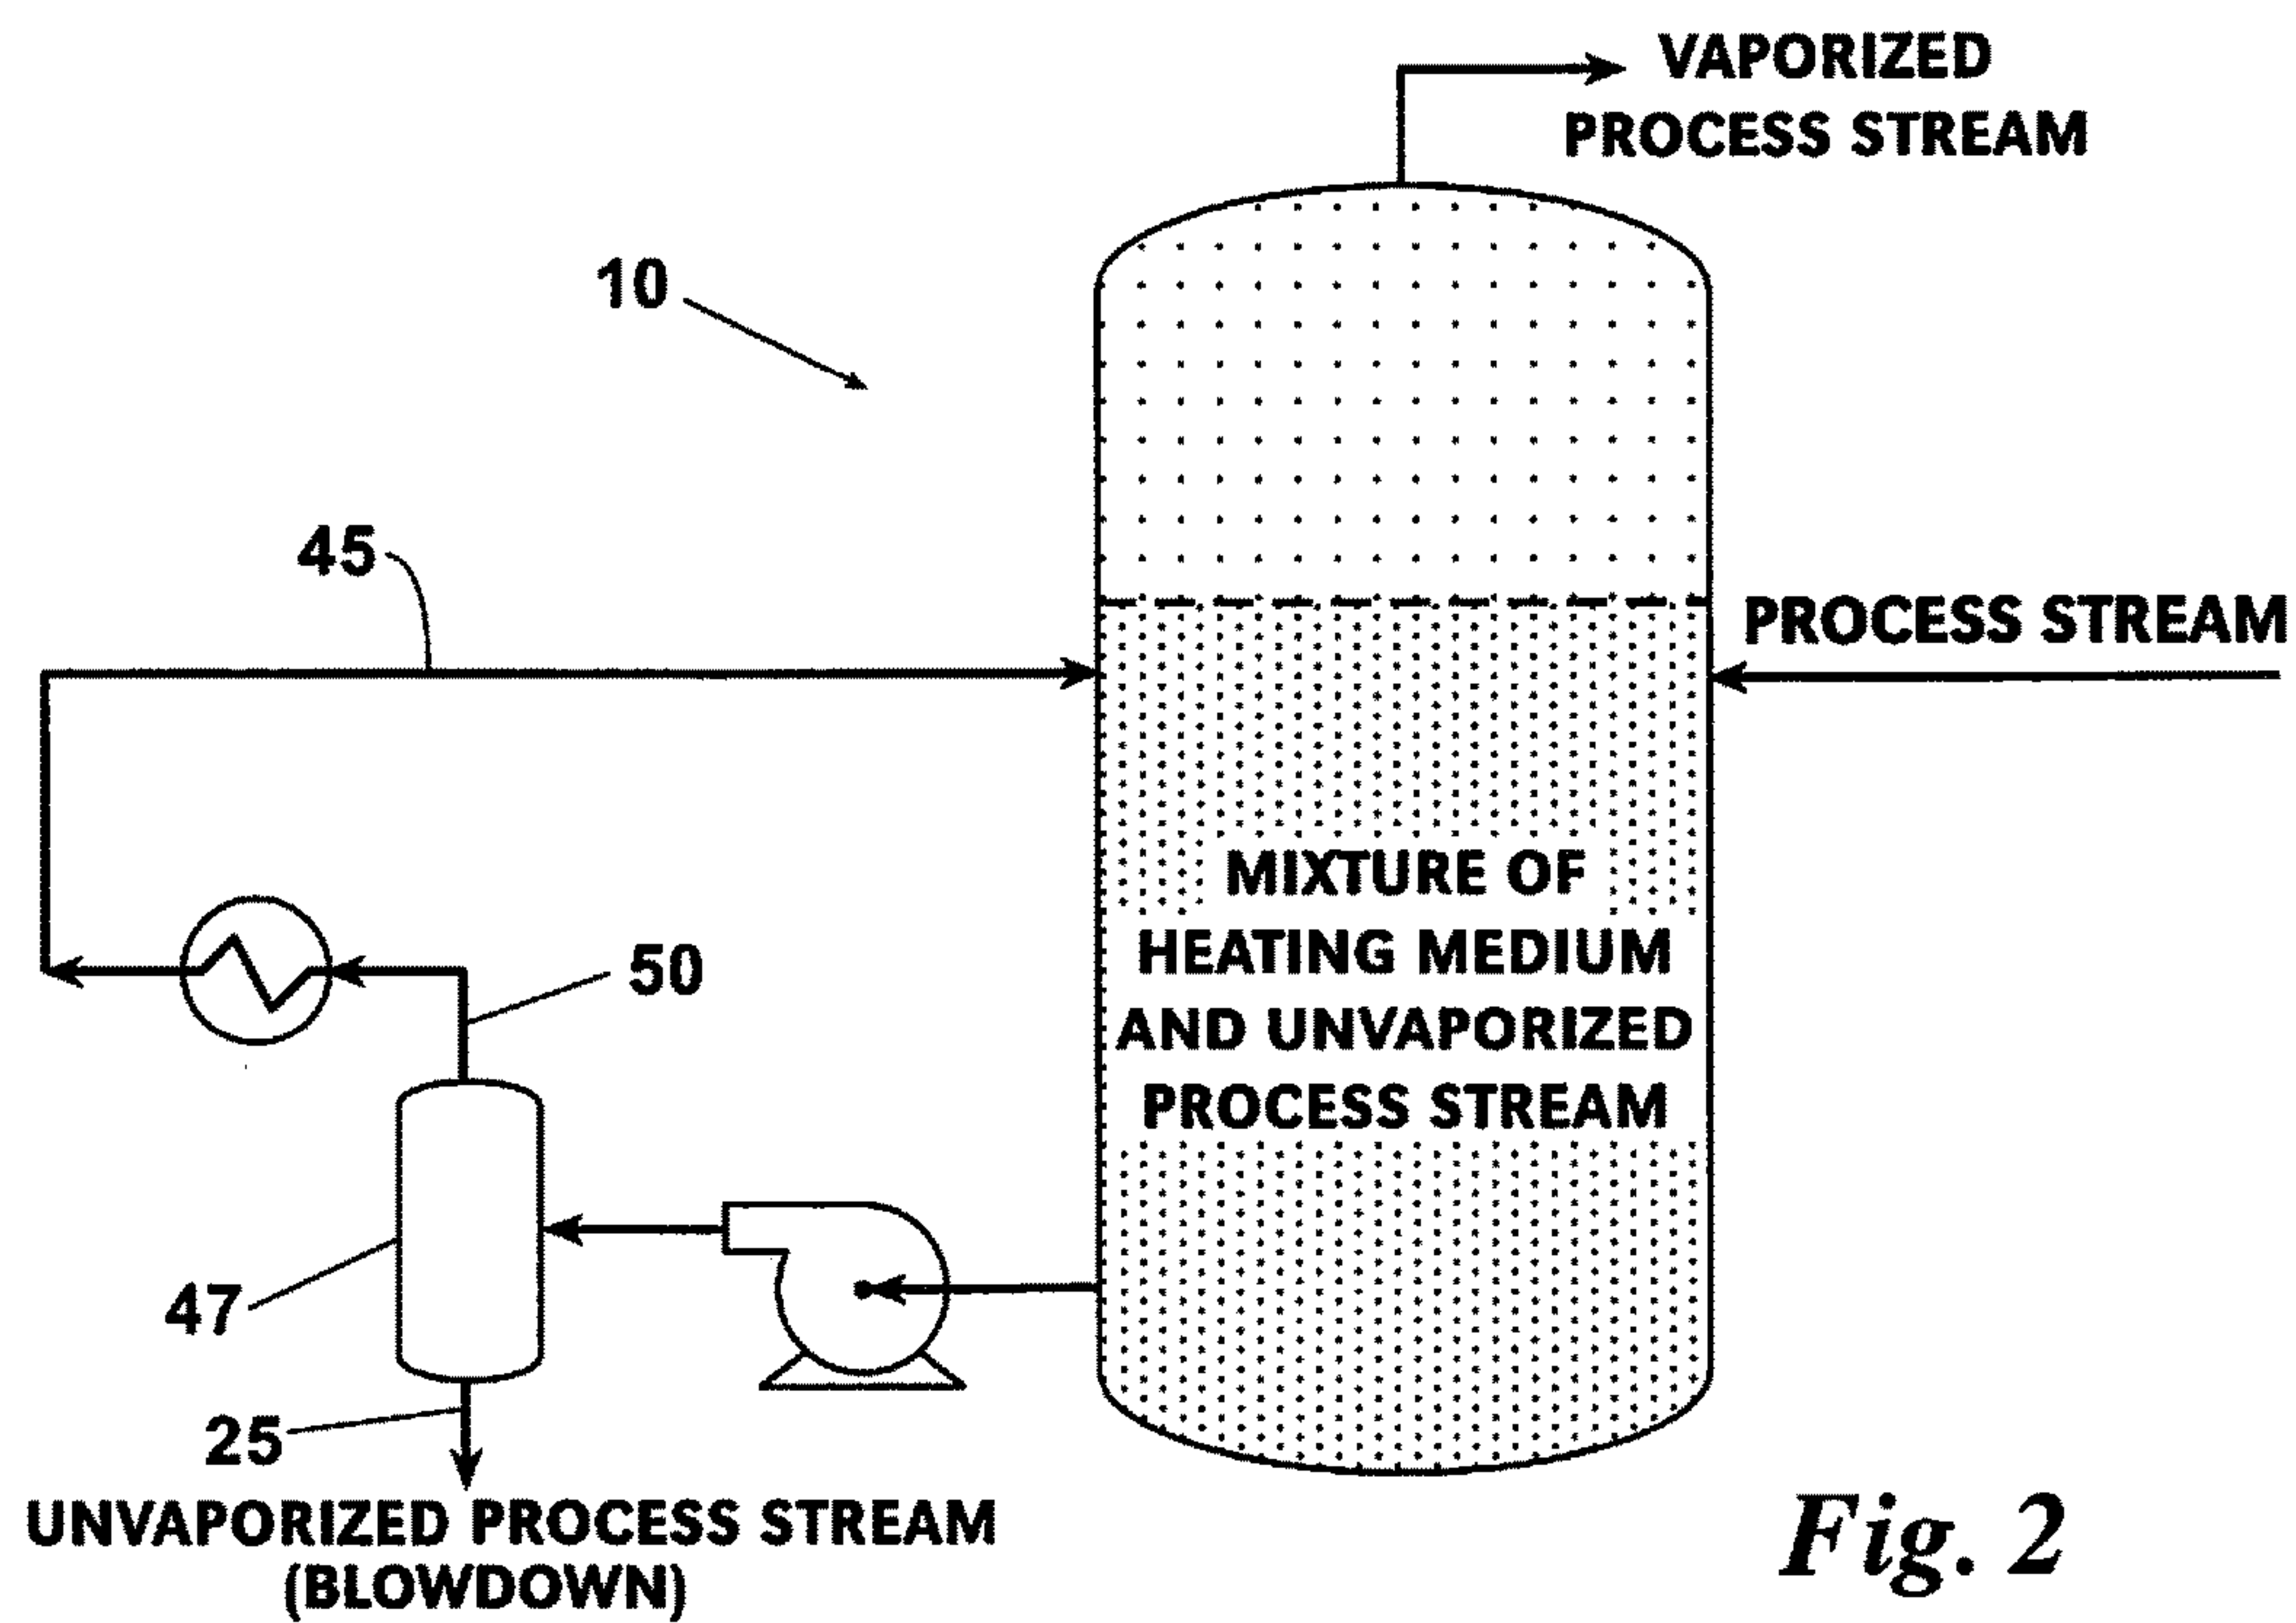 VAPORIZED
PROCESS STREAM
10
45
PROCESS STREAM
MIXTURE OF
HEATING MEDIUM
AND UNVAPORIZED
PROCESS STREAM
50
47
25
UNVAPORIZED PROCESS STREAM
(BLOWDOWN)
Fig. 2